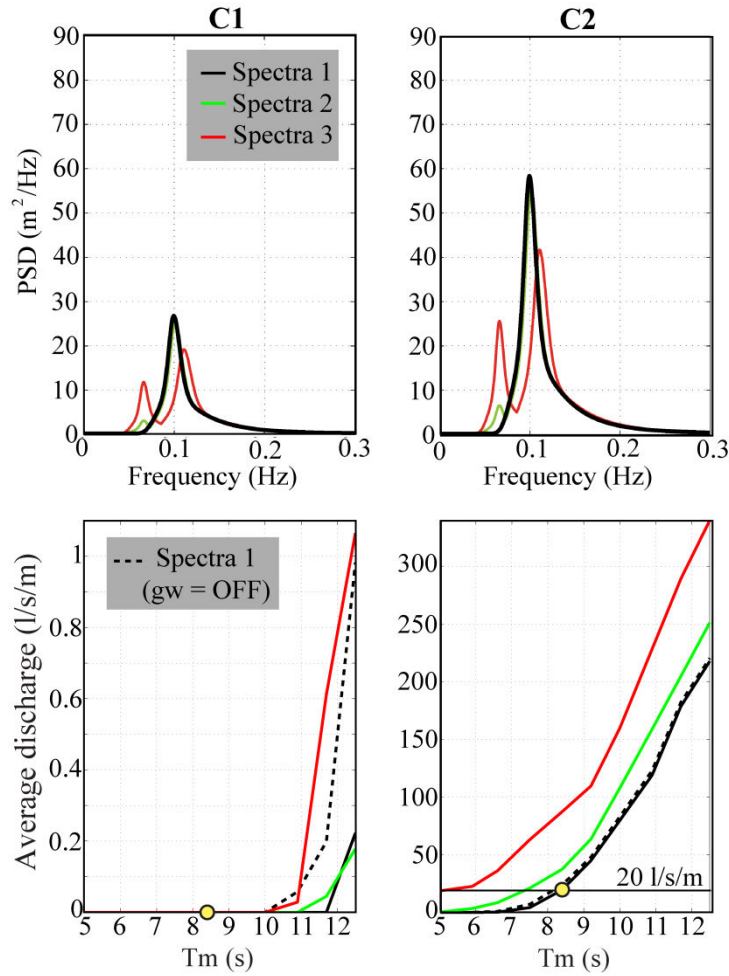 C1
C2
90
80
70
60
50
40
30
20
10
0
PSD (m²/Hz)
Spectra 1
Spectra 2
Spectra 3
0 0.1 0.2 0.3
Frequency (Hz)
90
80
70
60
50
40
30
20
10
0
0 0.1 0.2 0.3
Frequency (Hz)
1
0.8
0.6
0.4
0.2
0
Average discharge (l/s/m)
Spectra 1
(gw = OFF)
5 6 7 8 9 10 11 12
Tm (s)
300
250
200
150
100
50
0
20 l/s/m
5 6 7 8 9 10 11 12
Tm (s)